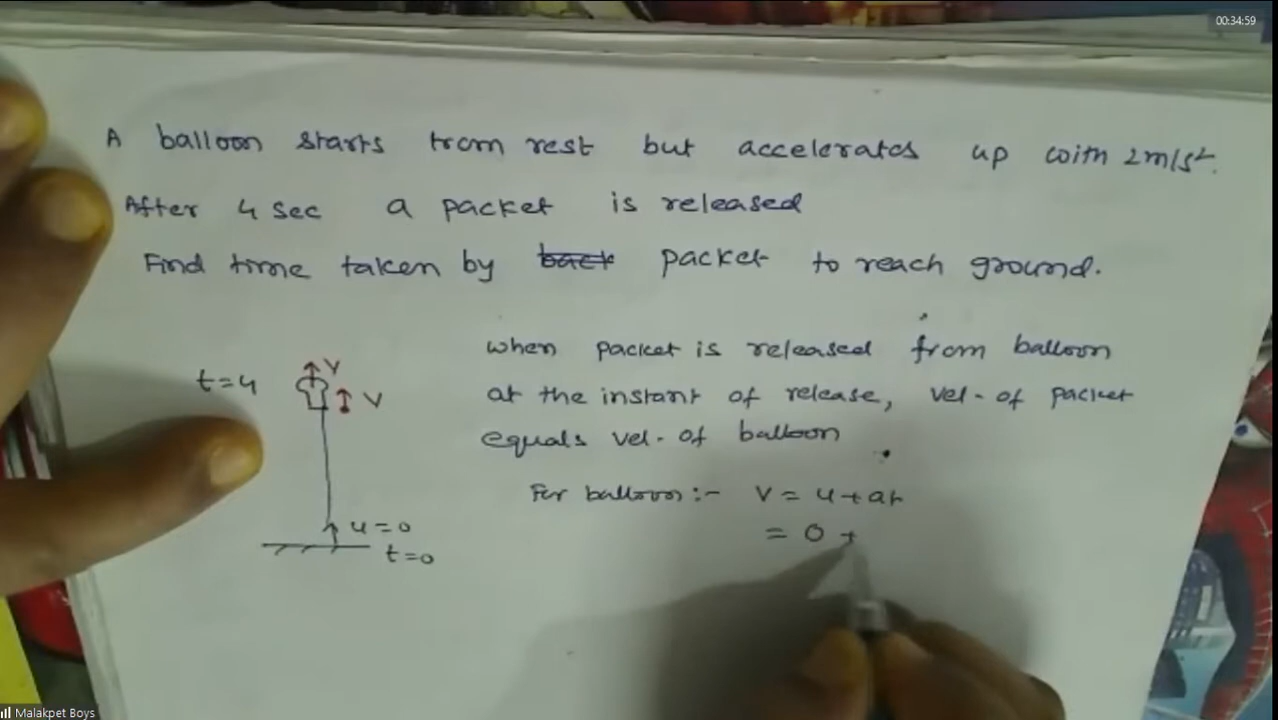 00:34:59
A balloon starts from rest but accelerates up with 2m/s².
After 4 sec a packet is released
Find time taken by packet to reach ground.
when packet is released from balloon
at the instant of release, vel. of packet
equals vel. of balloon
t=4
V
V
For balloon :- V = u + at
= 0 +
u=0
t=0
Malakpet Boys